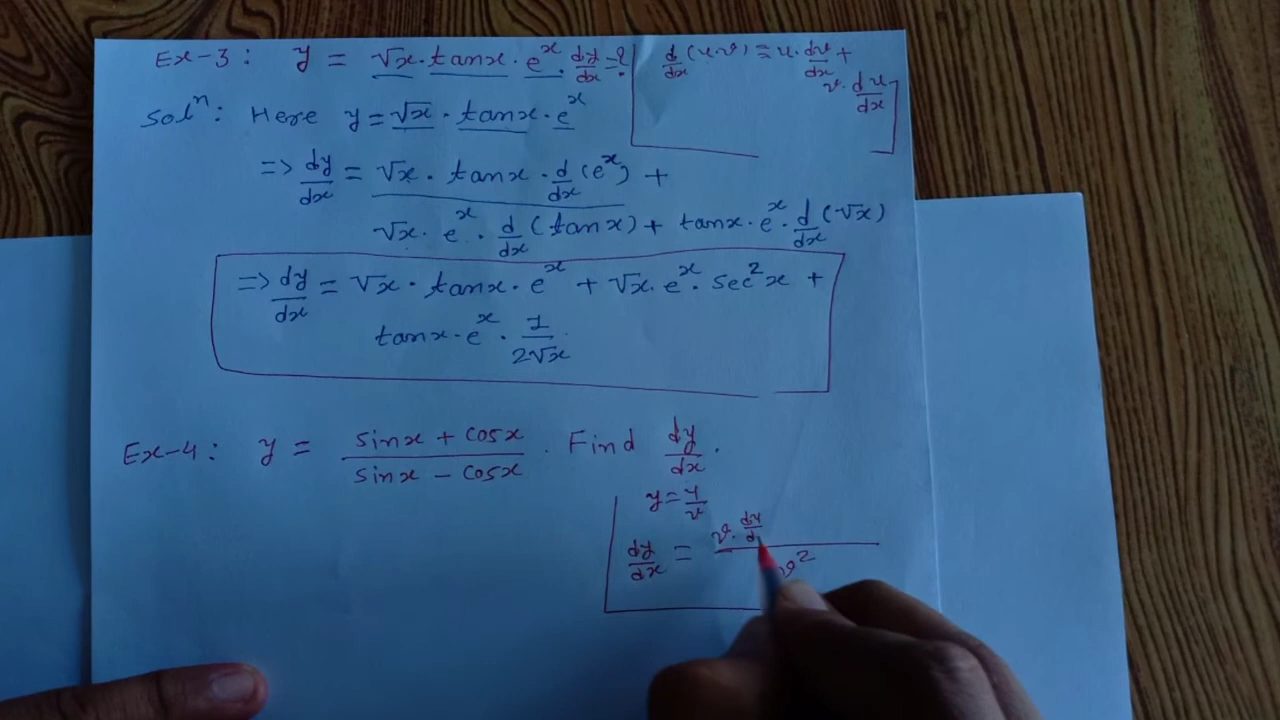 Ex-3: y = √x · tanx · e^x. dy/dx = ?
d/dx (u·v) = u · dv/dx +
v · du/dx
Solⁿ: Here y = √x · tanx · e^x
=> dy/dx = √x · tanx · d/dx (e^x) +
√x · e^x · d/dx (tanx) + tanx · e^x · d/dx (√x)
=> dy/dx = √x · tanx · e^x + √x · e^x · sec²x +
tanx · e^x · 1/2√x
Ex-4: y = sinx + cosx / sinx - cosx . Find dy/dx.
y = u/v
dy/dx = v · du/d / v²